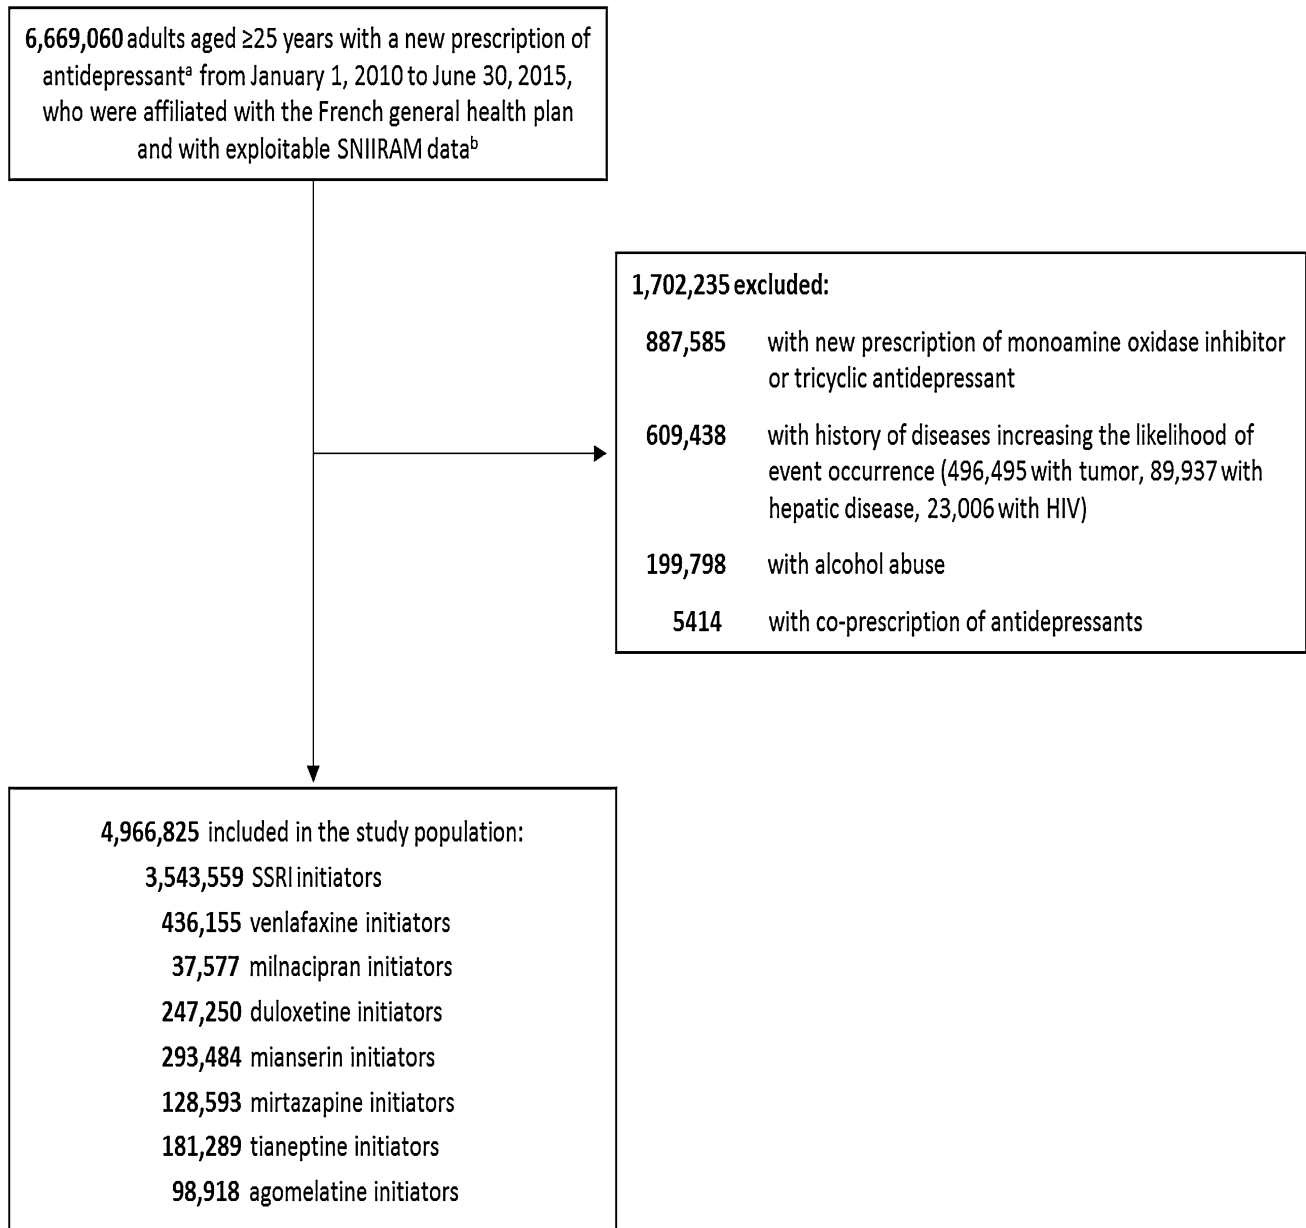 6,669,060 adults aged ≥25 years with a new prescription of
antidepressantᵃ from January 1, 2010 to June 30, 2015,
who were affiliated with the French general health plan
and with exploitable SNIIRAM dataᵇ
1,702,235 excluded:
887,585 with new prescription of monoamine oxidase inhibitor
or tricyclic antidepressant
609,438 with history of diseases increasing the likelihood of
event occurrence (496,495 with tumor, 89,937 with
hepatic disease, 23,006 with HIV)
199,798 with alcohol abuse
5414 with co-prescription of antidepressants
4,966,825 included in the study population:
3,543,559 SSRI initiators
436,155 venlafaxine initiators
37,577 milnacipran initiators
247,250 duloxetine initiators
293,484 mianserin initiators
128,593 mirtazapine initiators
181,289 tianeptine initiators
98,918 agomelatine initiators